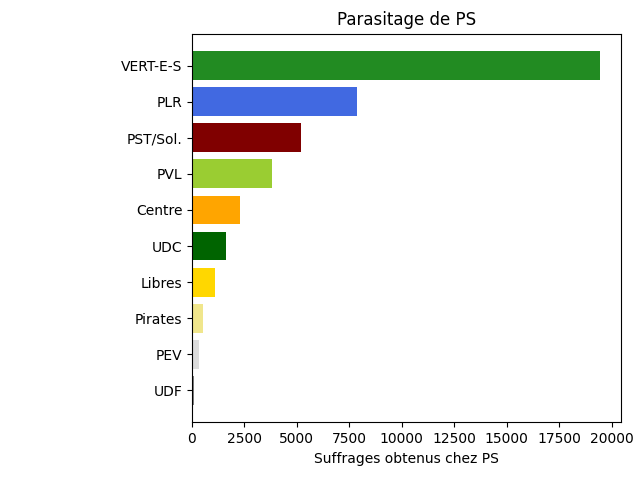 Parasitage de PS
VERT-E-S
PLR
PST/Sol.
PVL
Centre
UDC
Libres
Pirates
PEV
UDF
0 2500 5000 7500 10000 12500 15000 17500 20000
Suffrages obtenus chez PS